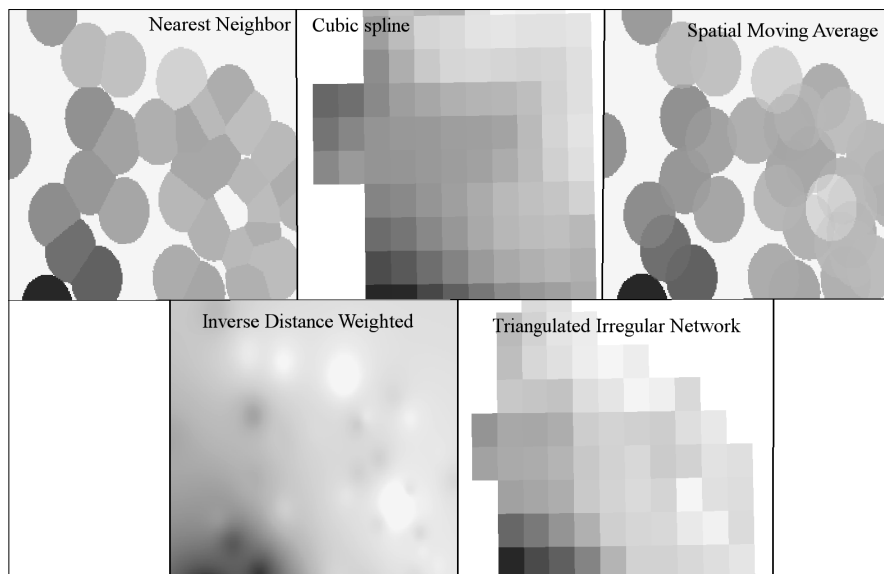 Nearest Neighbor
Cubic spline
Spatial Moving Average
Inverse Distance Weighted
Triangulated Irregular Network